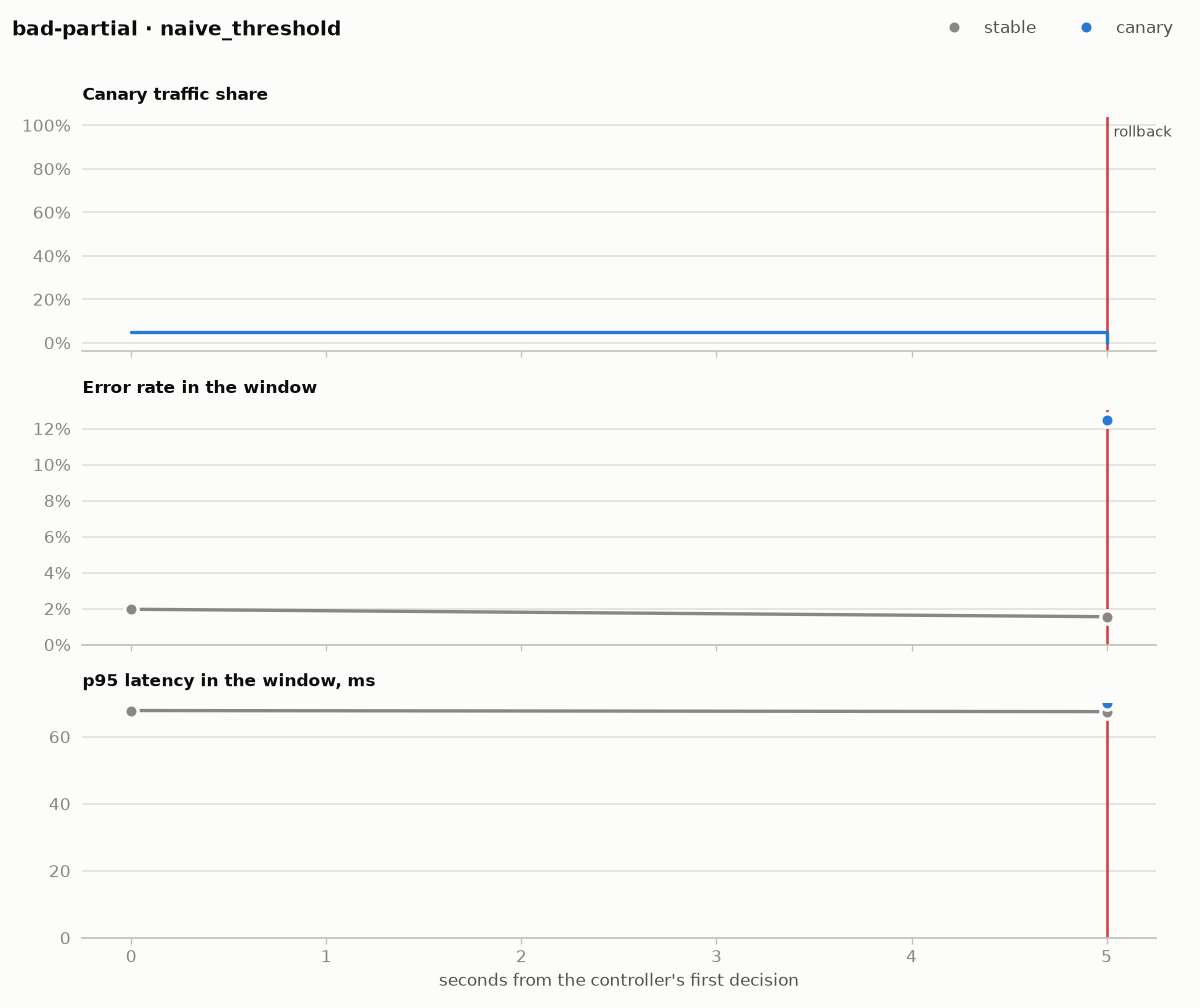 bad-partial · naive_threshold
stable canary
Canary traffic share
100%
rollback
80%
60%
40%
20%
0%
Error rate in the window
12%
10%
8%
6%
4%
2%
0%
p95 latency in the window, ms
60
40
20
0
0 1 2 3 4 5
seconds from the controller's first decision